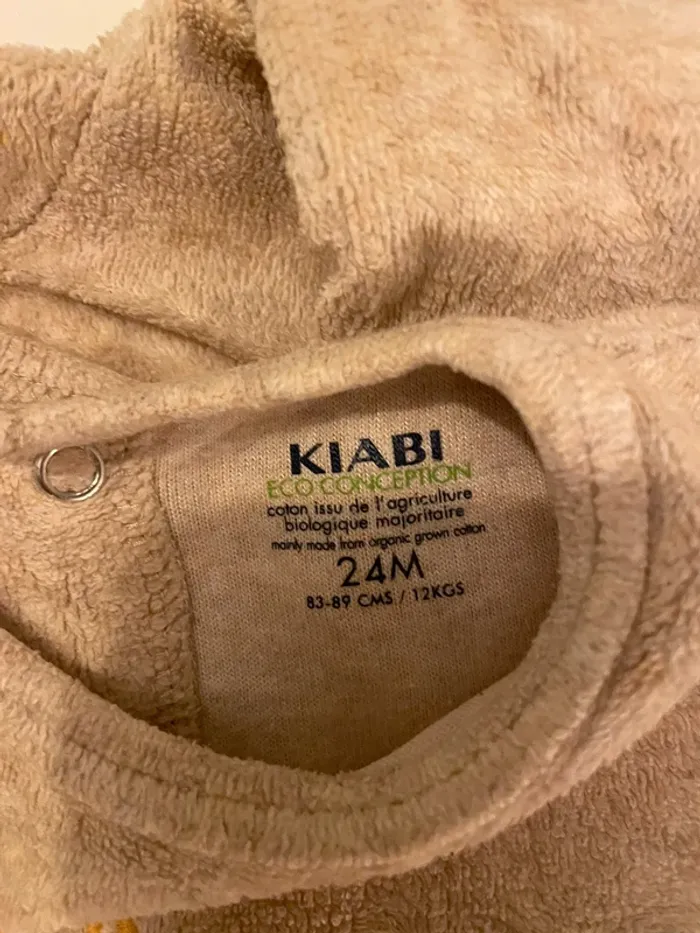 KIABI
ECO CONCEPTION
coton issu de l'agriculture
biologique majoritaire
mainly made from organic grown cotton
24M
83-89 CMS / 12KGS